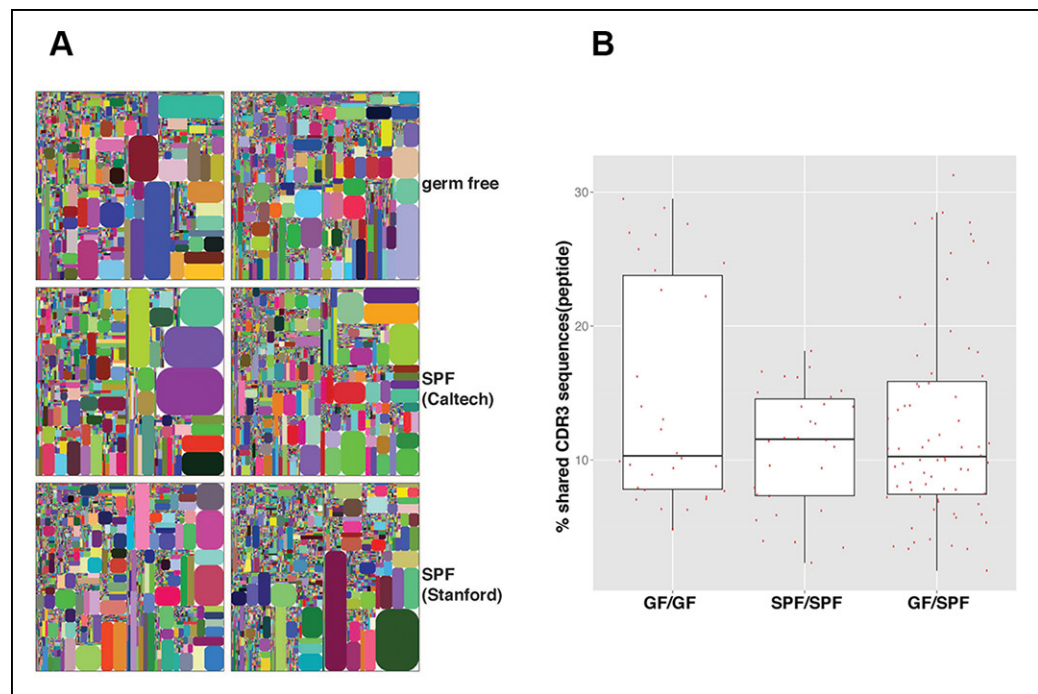 A
germ free
SPF
(Caltech)
SPF
(Stanford)
B
% shared CDR3 sequences(peptide)
30
20
10
GF/GF
SPF/SPF
GF/SPF